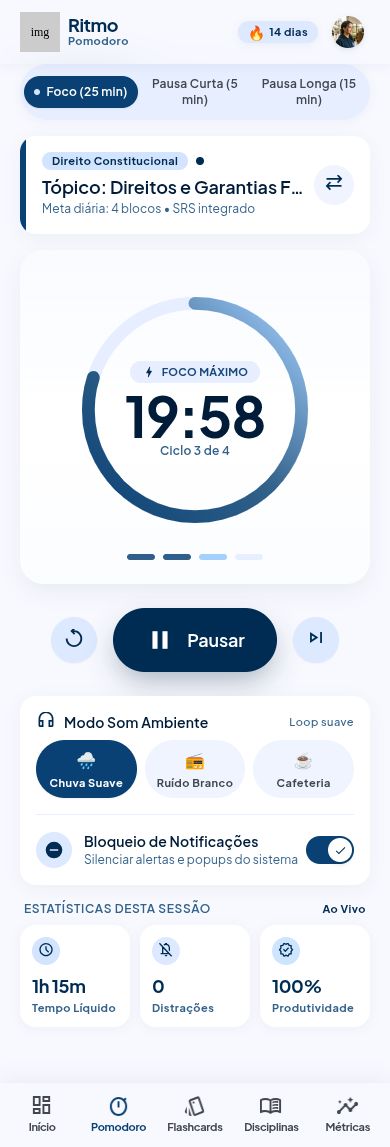 img
Ritmo
Pomodoro
14 dias
Foco (25 min)
Pausa Curta (5
min)
Pausa Longa (15
min)
Direito Constitucional
Tópico: Direitos e Garantias F...
Meta diária: 4 blocos • SRS integrado
FOCO MÁXIMO
19:58
Ciclo 3 de 4
Pausar
Modo Som Ambiente
Loop suave
Chuva Suave
Ruído Branco
Cafeteria
Bloqueio de Notificações
Silenciar alertas e popups do sistema
ESTATÍSTICAS DESTA SESSÃO
Ao Vivo
1h 15m
Tempo Líquido
0
Distrações
100%
Produtividade
Início
Pomodoro
Flashcards
Disciplinas
Métricas